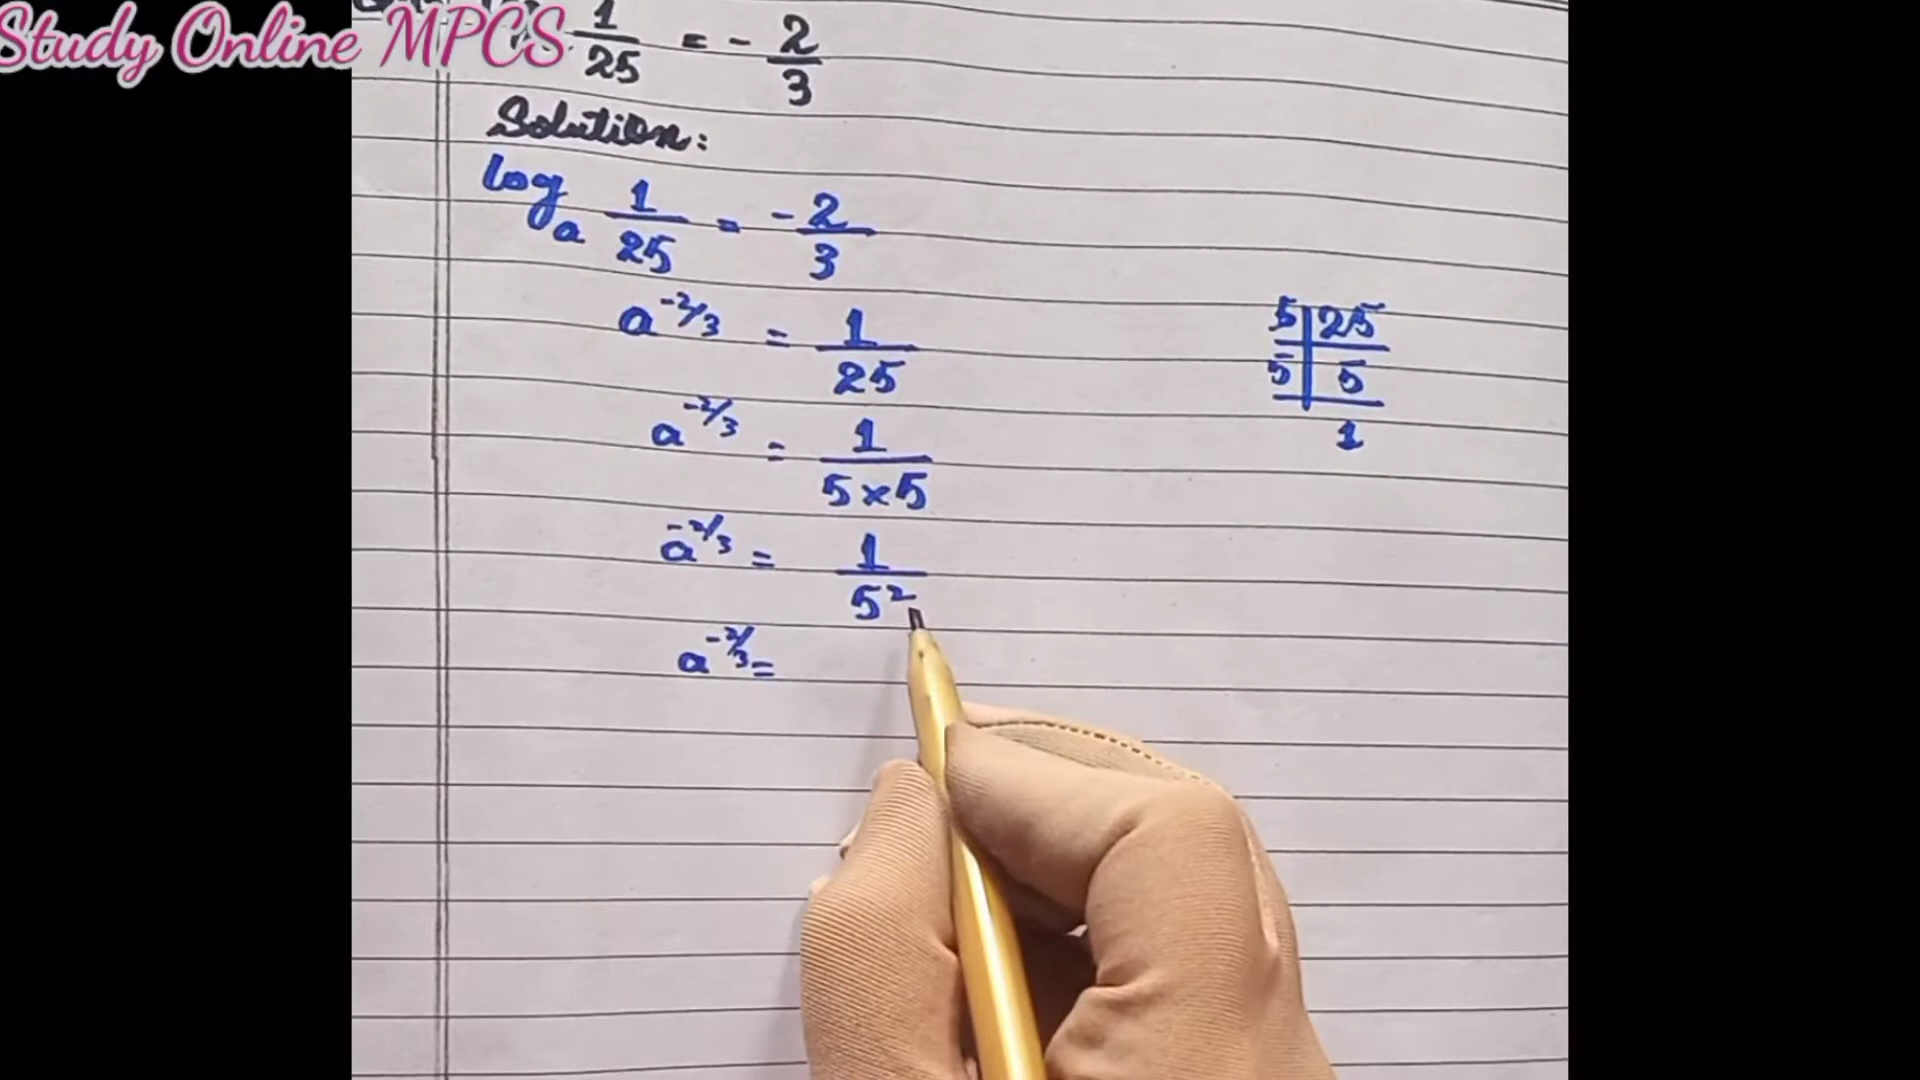 Study Online MPCS
1/25 = - 2/3
Solution:
log_a 1/25 = - 2/3
a^{-2/3} = 1/25
a^{-2/3} = 1/(5×5)
a^{-2/3} = 1/5²
a^{-2/3} =
5 | 25
5 | 5
1